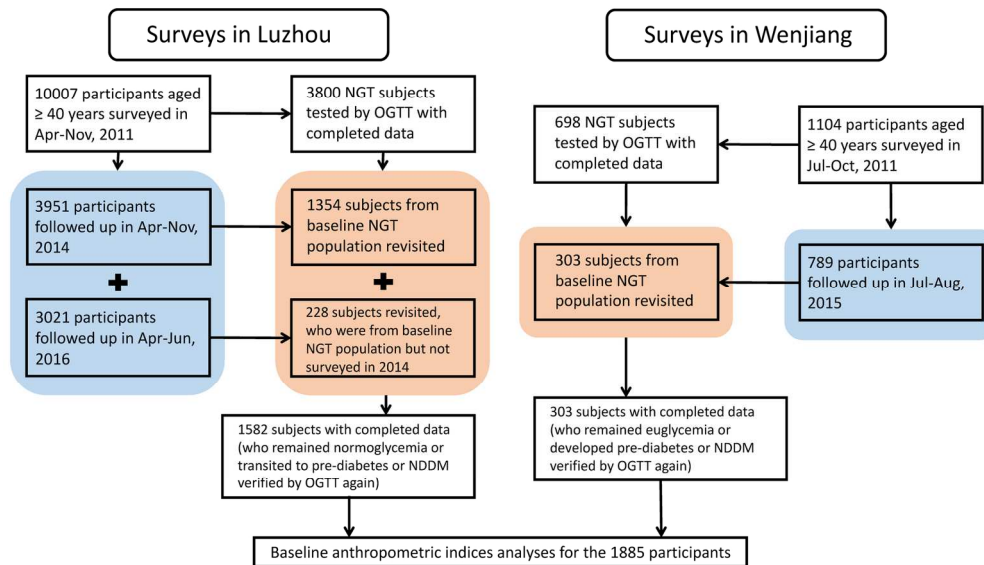 Surveys in Luzhou
10007 participants aged
≥ 40 years surveyed in
Apr-Nov, 2011
3800 NGT subjects
tested by OGTT with
completed data
3951 participants
followed up in Apr-Nov,
2014
1354 subjects from
baseline NGT
population revisited
3021 participants
followed up in Apr-Jun,
2016
228 subjects revisited,
who were from baseline
NGT population but not
surveyed in 2014
1582 subjects with completed data
(who remained normoglycemia or
transited to pre-diabetes or NDDM
verified by OGTT again)
Surveys in Wenjiang
698 NGT subjects
tested by OGTT with
completed data
1104 participants aged
≥ 40 years surveyed in
Jul-Oct, 2011
303 subjects from
baseline NGT
population revisited
789 participants
followed up in Jul-Aug,
2015
303 subjects with completed data
(who remained euglycemia or
developed pre-diabetes or NDDM
verified by OGTT again)
Baseline anthropometric indices analyses for the 1885 participants